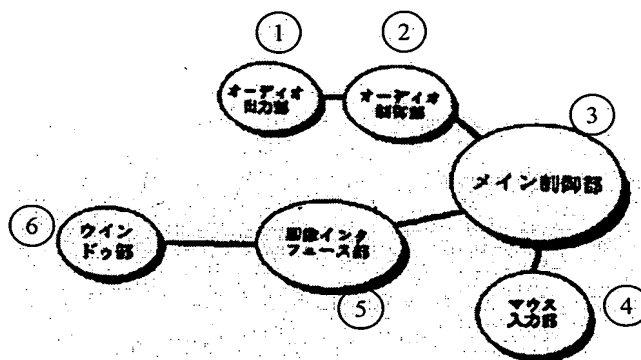 1
2
オーディオ
出力部
オーディオ
制御部
3
メイン制御部
6
ウイン
ドゥ部
画像インタ
フェース部
5
マウス
入力部
4